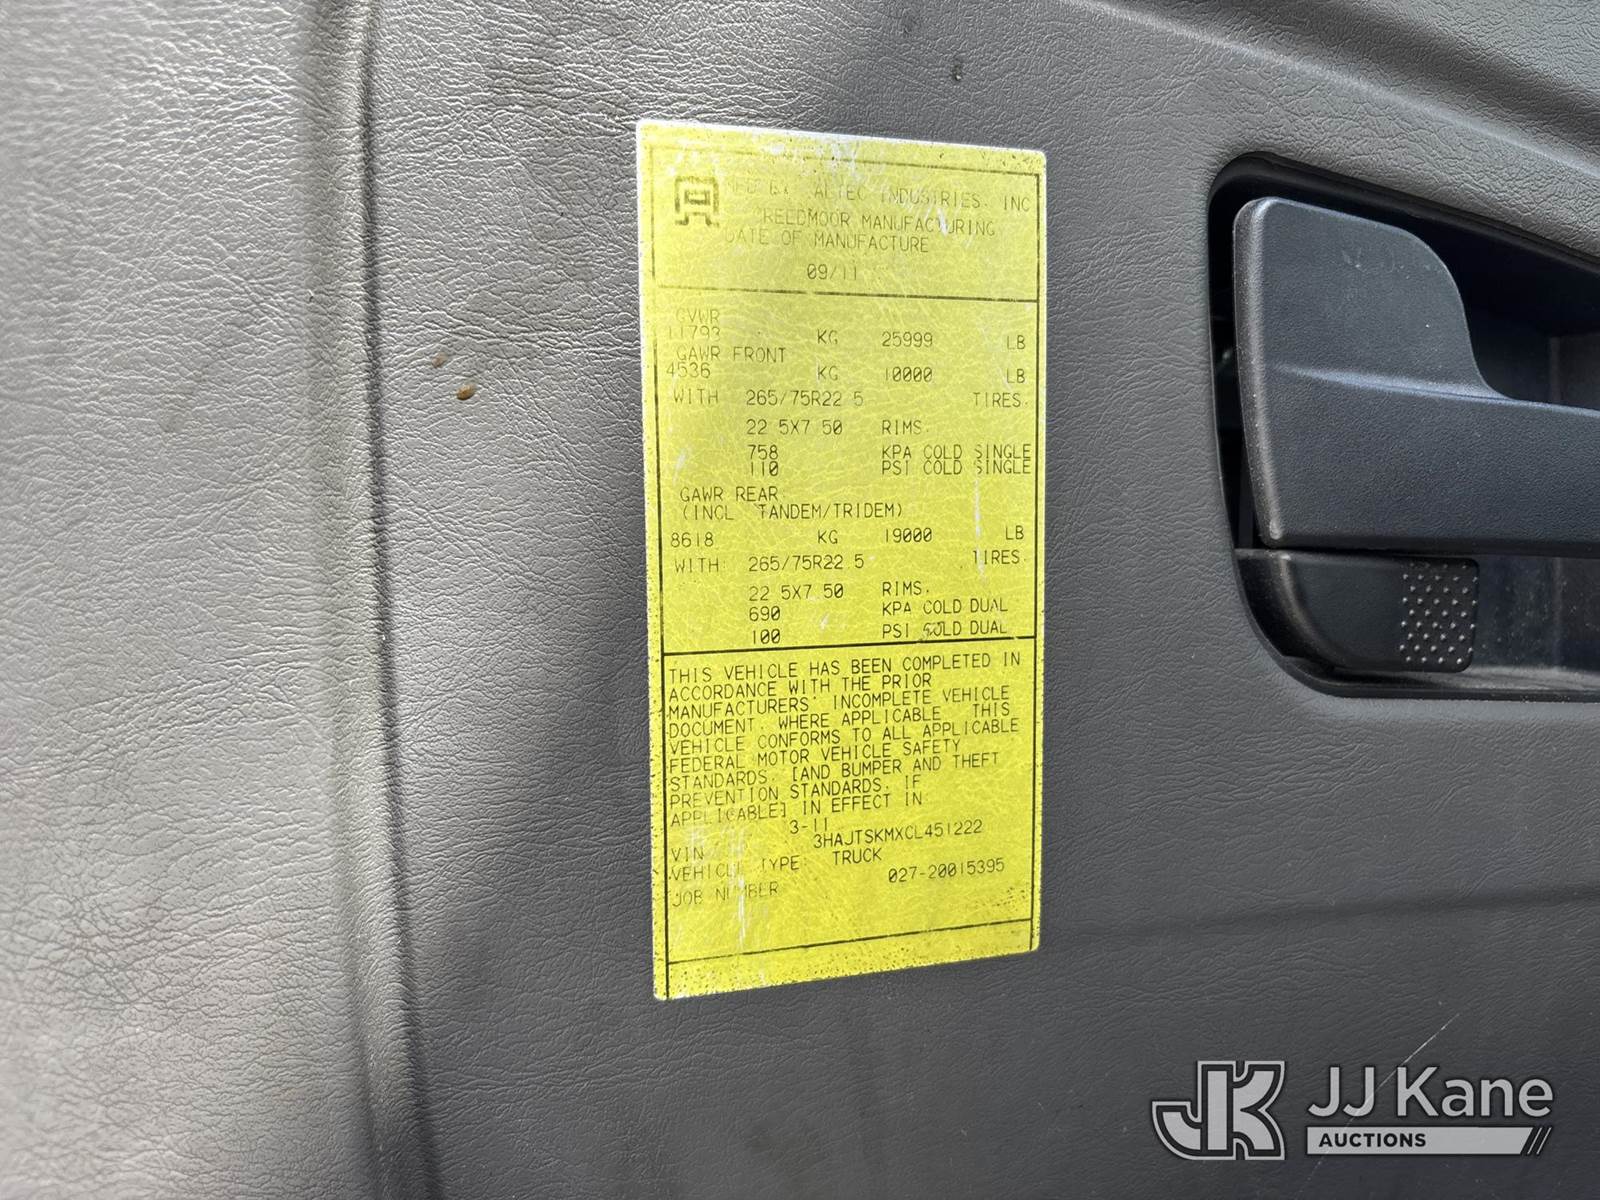 MFD BY ALTEC INDUSTRIES, INC
CREEDMOOR MANUFACTURING
DATE OF MANUFACTURE
09/11
GVWR
11793 KG 25999 LB
GAWR FRONT
4536 KG 10000 LB
WITH 265/75R22.5 TIRES,
22.5X7.50 RIMS,
758 KPA COLD SINGLE
110 PSI COLD SINGLE
GAWR REAR
(INCL TANDEM/TRIDEM)
8618 KG 19000 LB
WITH: 265/75R22.5 TIRES,
22.5X7.50 RIMS,
690 KPA COLD DUAL
100 PSI COLD DUAL
THIS VEHICLE HAS BEEN COMPLETED IN
ACCORDANCE WITH THE PRIOR
MANUFACTURERS' INCOMPLETE VEHICLE
DOCUMENT, WHERE APPLICABLE. THIS
VEHICLE CONFORMS TO ALL APPLICABLE
FEDERAL MOTOR VEHICLE SAFETY
STANDARDS, [AND BUMPER AND THEFT
PREVENTION STANDARDS, IF
APPLICABLE] IN EFFECT IN
3-11
VIN 3HAJTSKMXCL451222
VEHICLE TYPE: TRUCK
JOB NUMBER 027-20015395
JK JJ Kane
AUCTIONS